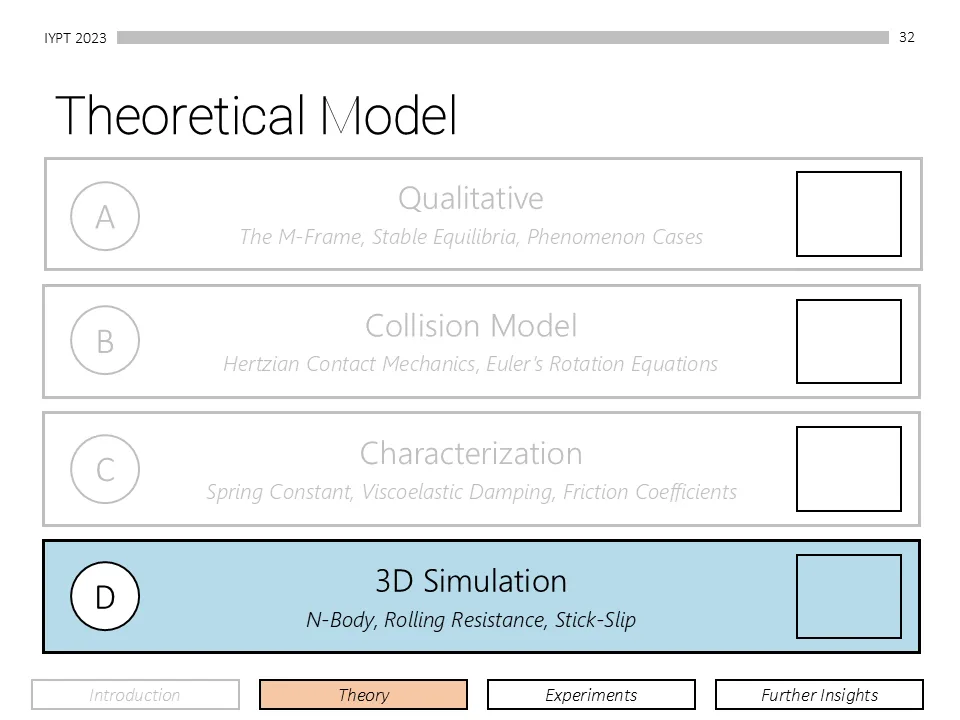 IYPT 2023
32
Theoretical Model
A
Qualitative
The M-Frame, Stable Equilibria, Phenomenon Cases
B
Collision Model
Hertzian Contact Mechanics, Euler’s Rotation Equations
C
Characterization
Spring Constant, Viscoelastic Damping, Friction Coefficients
D
3D Simulation
N-Body, Rolling Resistance, Stick-Slip
Introduction
Theory
Experiments
Further Insights